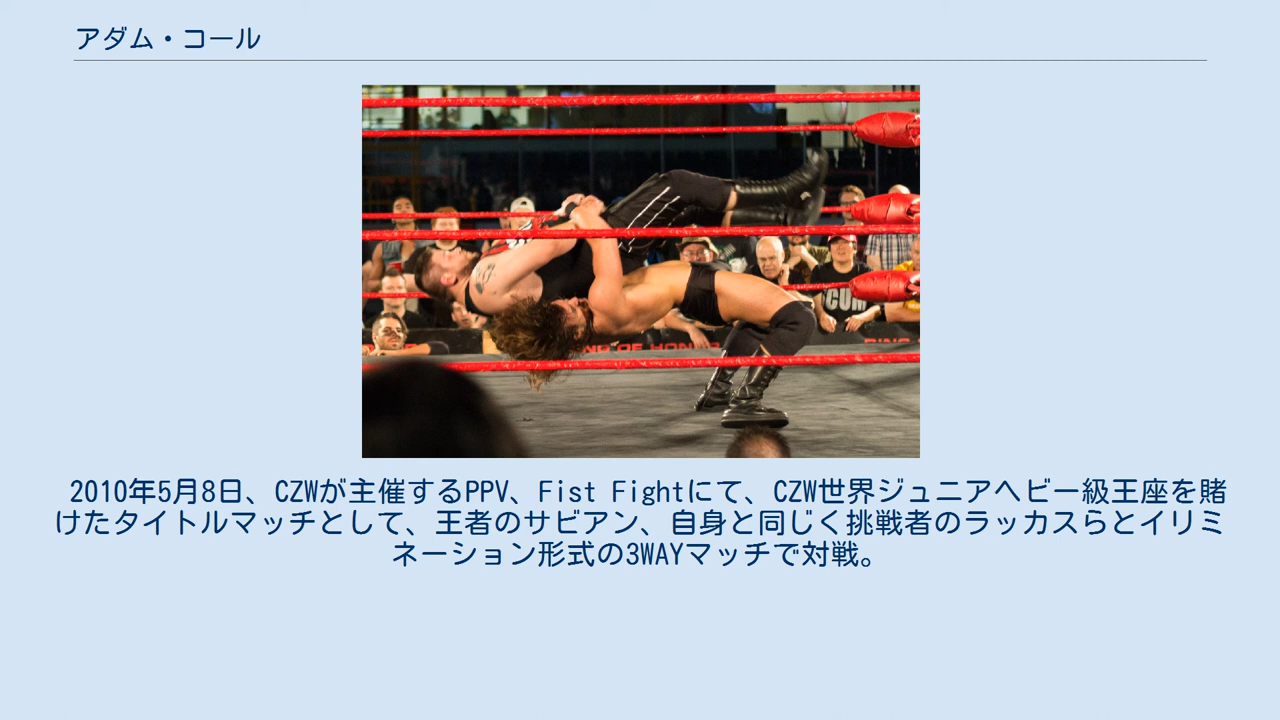 アダム・コール
CUM
RING OF HONOR
RING
2010年5月8日、CZWが主催するPPV、Fist Fightにて、CZW世界ジュニアヘビー級王座を賭
けたタイトルマッチとして、王者のサビアン、自身と同じく挑戦者のラッカスらとイリミ
ネーション形式の3WAYマッチで対戦。